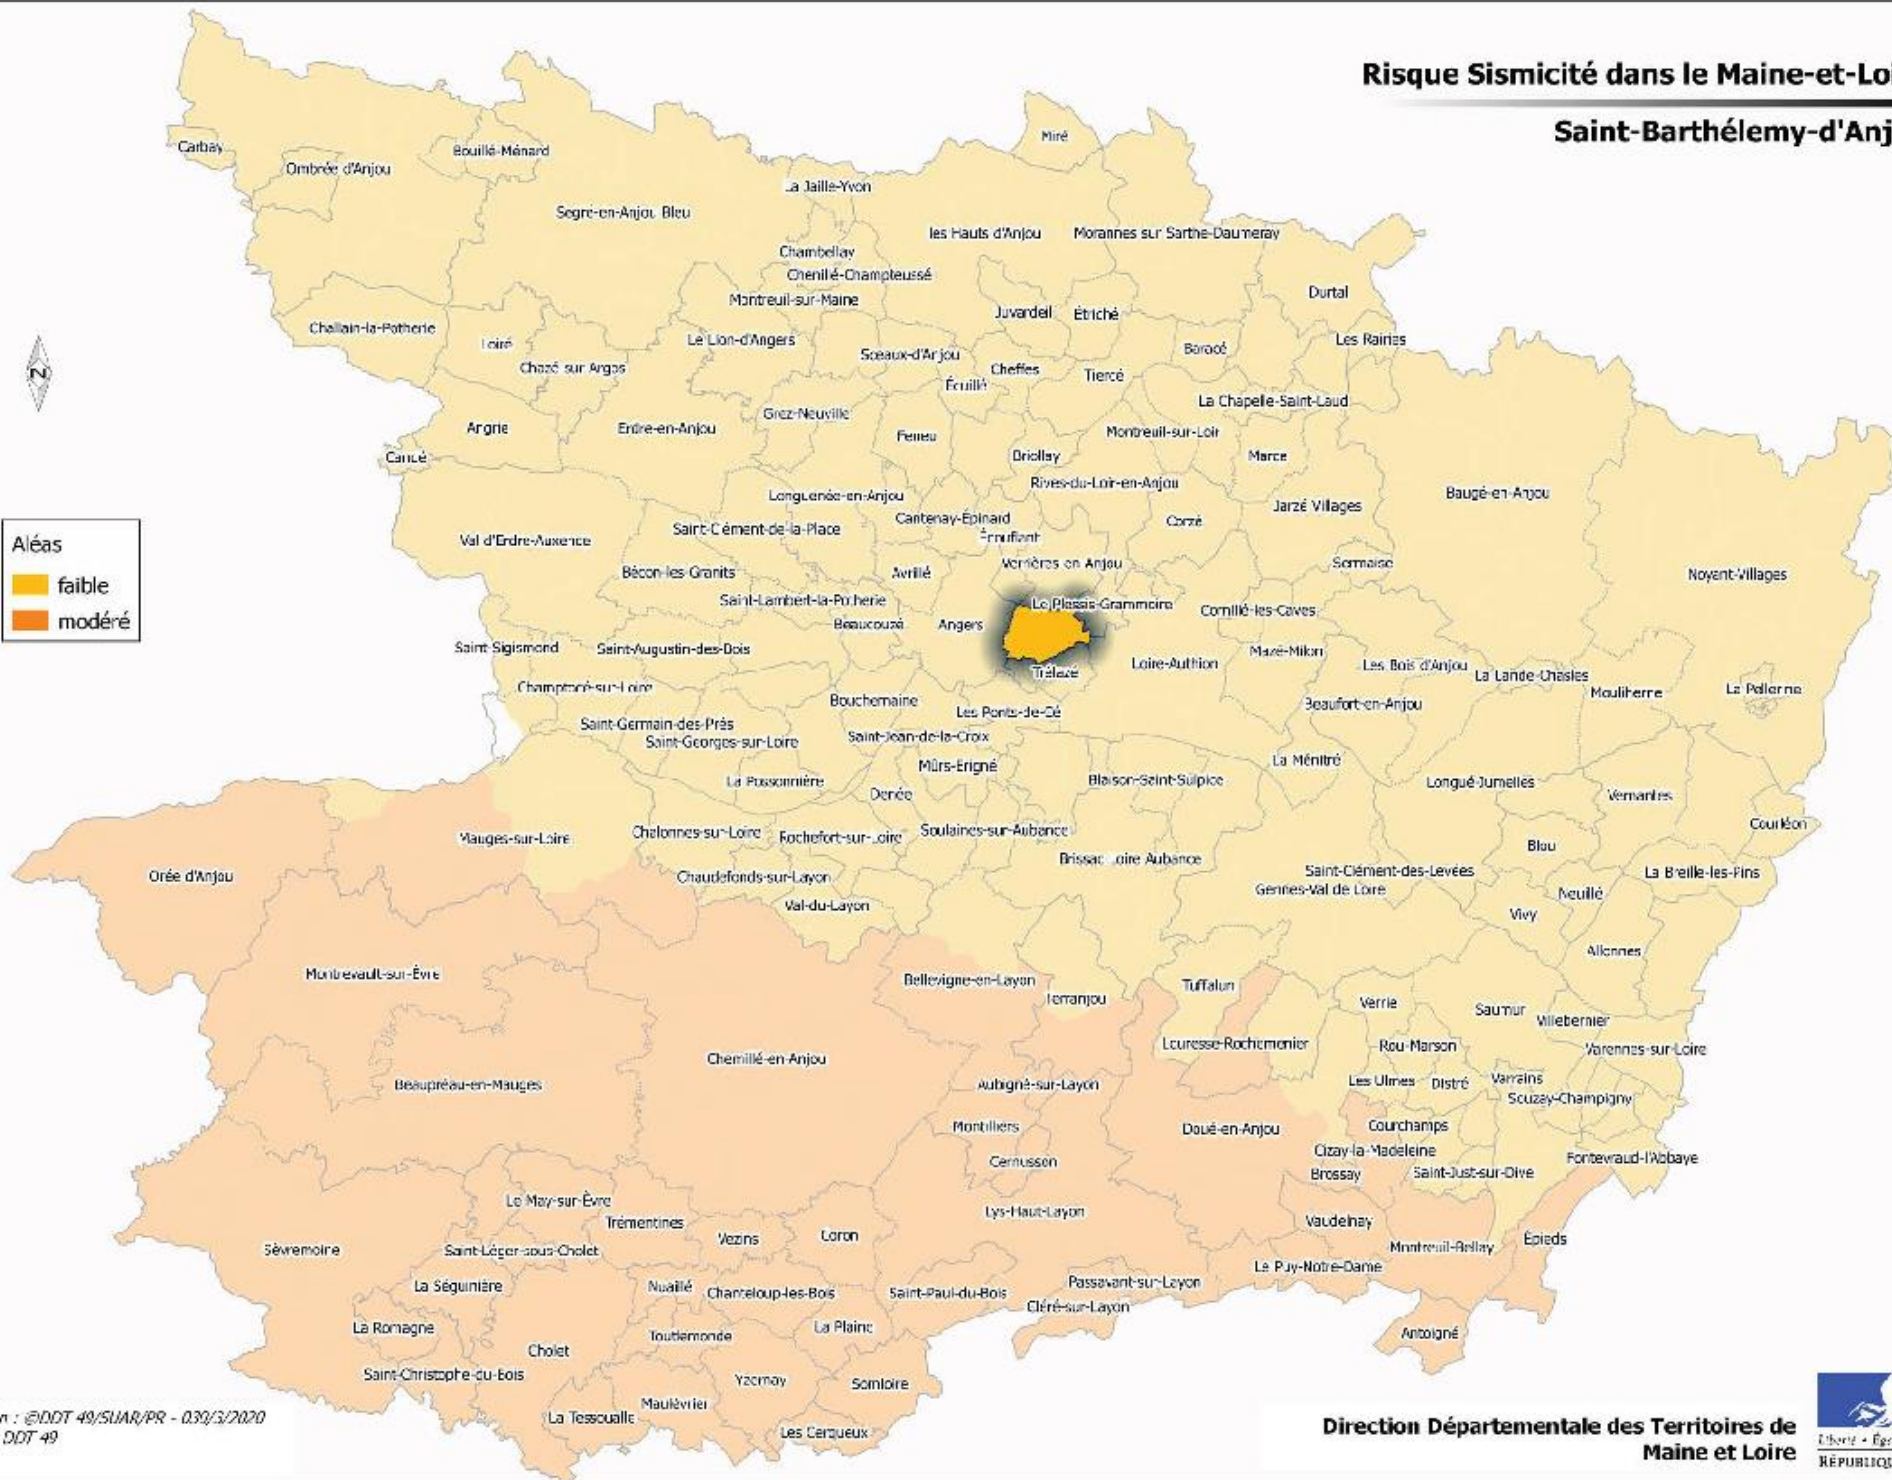 Risque Sismicité dans le Maine-et-Loi
Saint-Barthélemy-d'Anj
Miré
Carbay
Bouillé-Ménard
Ombrée d'Anjou
La Jaille-Yvon
Segré-en-Anjou Bleu
les Hauts d'Anjou
Morannes sur Sarthe-Daumeray
Chambellay
Chenillé-Champteussé
Montreuil-sur-Maine
Durtal
Juvardeil
Étriché
Challain-la-Potherie
Loiré
Le Lion-d'Angers
Les Rairies
Sceaux-d'Anjou
Baracé
Chazé sur Argos
Cheffes
Tiercé
Écuillé
La Chapelle-Saint-Laud
Grez-Neuville
Angrie
Erdre-en-Anjou
Feneu
Montreuil-sur-Loir
N
Candé
Briollay
Marcé
Rives-du-Loir-en-Anjou
Baugé-en-Anjou
Longuenée-en-Anjou
Jarzé Villages
Cantenay-Épinard
Corzé
Saint-Clément-de-la-Place
Écouflant
Val d'Erdre-Auxence
Aléas
faible
modéré
Verrières en Anjou
Sermaise
Bécon-les-Granits
Avrillé
Noyant-Villages
Saint-Lambert-la-Potherie
Le Plessis-Grammoire
Cornillé-les-Caves
Beaucouzé
Angers
Saint Sigismond
Saint-Augustin-des-Bois
Mazé-Milon
Loire-Authion
Les Bois d'Anjou
Trélazé
La Lande-Chasles
Champtocé-sur-Loire
Mouliherne
La Pellerine
Bouchemaine
Beaufort-en-Anjou
Les Ponts-de-Cé
Saint-Germain-des-Prés
Saint-Georges-sur-Loire
Saint-Jean-de-la-Croix
La Ménitré
Mûrs-Erigné
La Possonnière
Blaison-Saint-Sulpice
Longué-Jumelles
Denée
Vernantes
Courléon
Mauges-sur-Loire
Chalonnes-sur-Loire
Rochefort-sur-Loire
Soulaines-sur-Aubance
Blou
Brissac Loire Aubance
Orée d'Anjou
Saint-Clément-des-Levées
La Breille-les-Pins
Chaudefonds-sur-Layon
Gennes-Val de Loire
Neuillé
Val-du-Layon
Vivy
Allonnes
Montrevault-sur-Èvre
Bellevigne-en-Layon
Tuffalun
Terranjou
Verrie
Saumur
Villebernier
Louresse-Rochemenier
Rou-Marson
Varennes-sur-Loire
Chemillé-en-Anjou
Beaupréau-en-Mauges
Aubigné-sur-Layon
Les Ulmes
Distré
Varrains
Souzay-Champigny
Montilliers
Doué-en-Anjou
Courchamps
Cizay-la-Madeleine
Cernusson
Brossay
Saint-Just-sur-Dive
Fontevraud-l'Abbaye
Le May-sur-Èvre
Trémentines
Lys-Haut-Layon
Vaudelnay
Vezins
Coron
Épieds
Sèvremoine
Saint-Léger-sous-Cholet
Montreuil-Bellay
Le Puy-Notre-Dame
La Séguinière
Nuaillé
Chanteloup-les-Bois
Saint-Paul-du-Bois
Passavant-sur-Layon
Cléré-sur-Layon
La Romagne
Toutlemonde
La Plaine
Antoigné
Cholet
Saint-Christophe-du-Bois
Yzernay
Somloire
Maulévrier
La Tessoualle
Les Cerqueux
n : ©DDT 49/SUAR/PR - 030/3/2020
DDT 49
Direction Départementale des Territoires de
Maine et Loire
RÉPUBLIQU